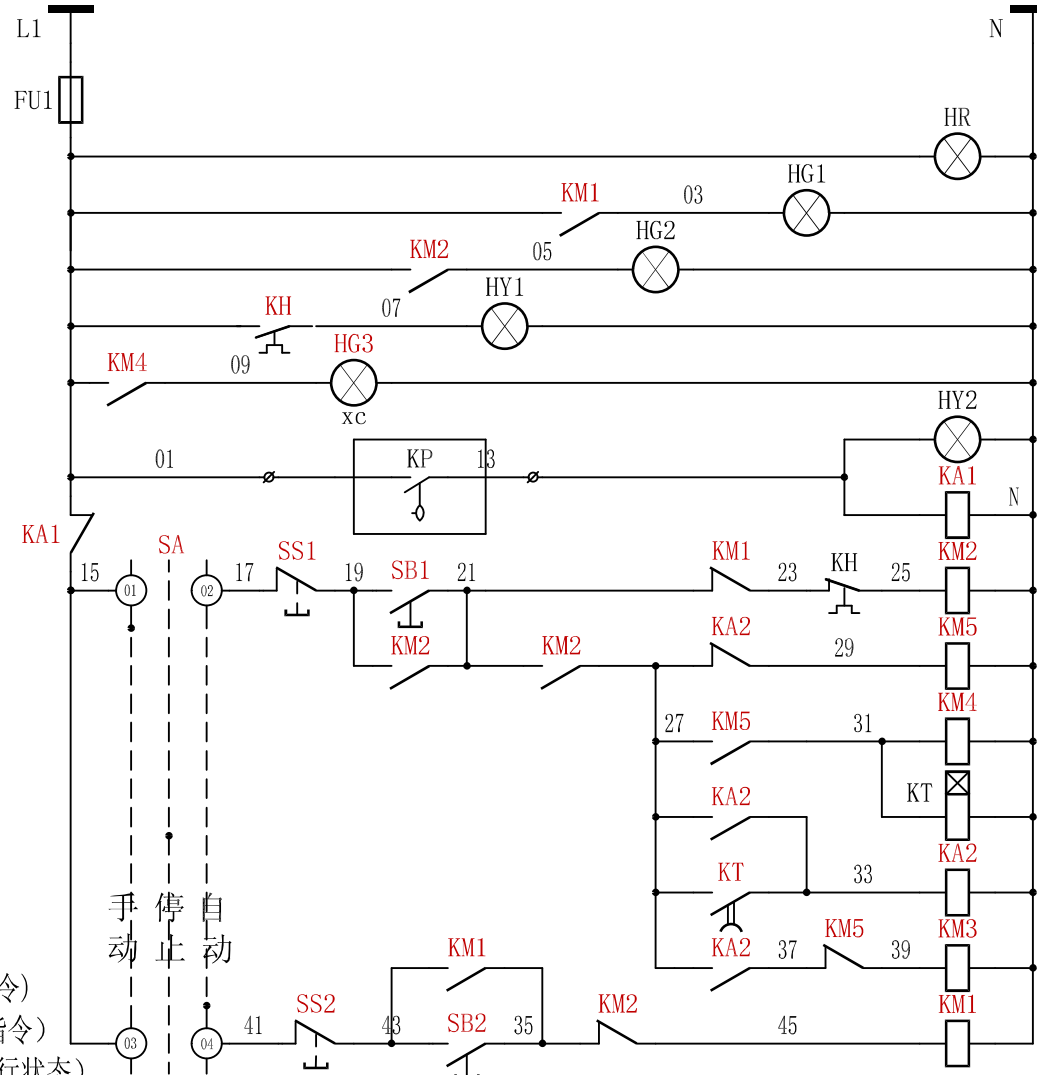 L1 N
FU1
HR
HG1
KM1 03
HG2
KM2 05
HY1
KH 07
HG3
KM4 09
xc
HY2
01 KP 13
KA1
N
KA1 SA
KM2
SS1 KM1 KH
15 01 02 17 19 SB1 21 23 25
KM5
KM2 KM2 KA2 29
KM4
27 KM5 31
KT
KA2
KA2
KT 33
KM3
KM5
手 停 自
动 止 动
KM1 KA2 37 39
令)
KM1
SS2 KM2
指令)
03 04 41 43 SB2 35 45
行状态)